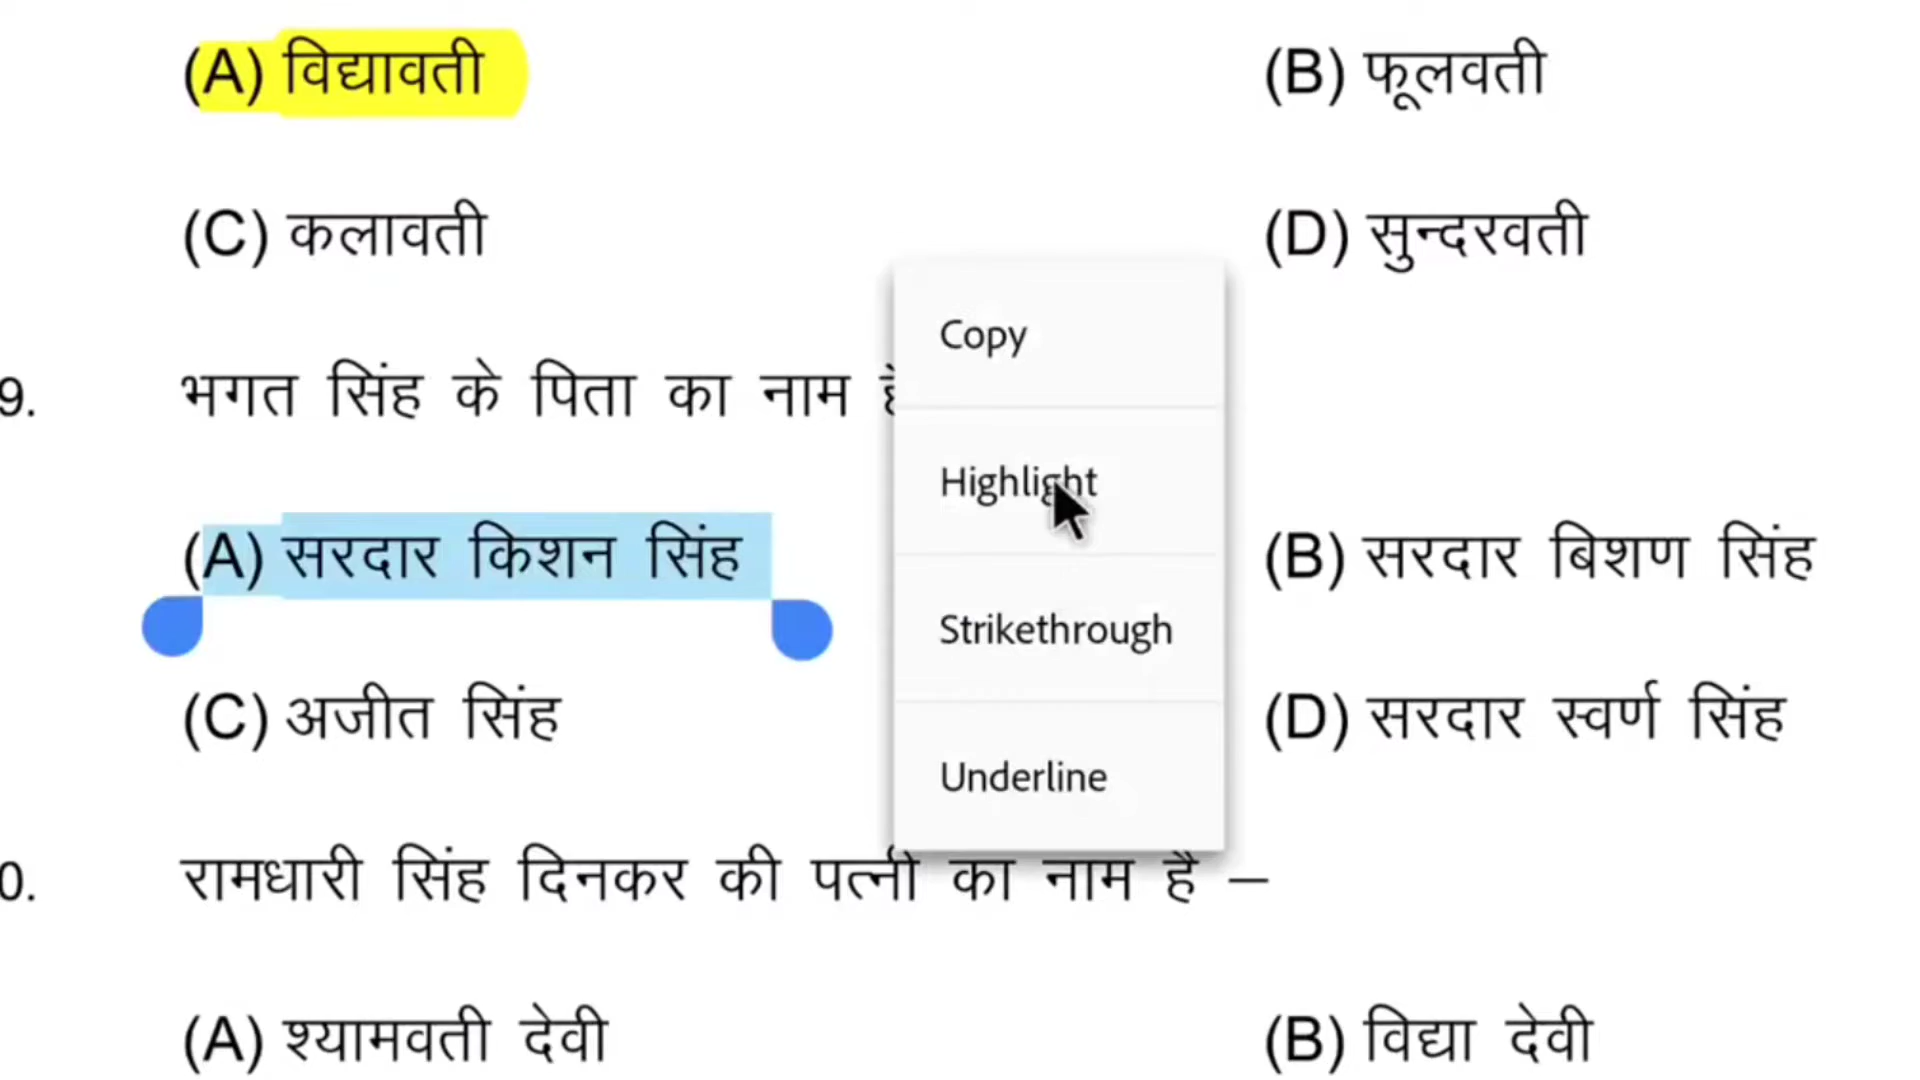 (A) विद्यावती (B) फूलवती
(C) कलावती (D) सुन्दरवती
9. भगत सिंह के पिता का नाम
(A) सरदार किशन सिंह (B) सरदार बिशण सिंह
(C) अजीत सिंह (D) सरदार स्वर्ण सिंह
0. रामधारी सिंह दिनकर की पत्नी का नाम है –
(A) श्यामवती देवी (B) विद्या देवी
Copy
Highlight
Strikethrough
Underline